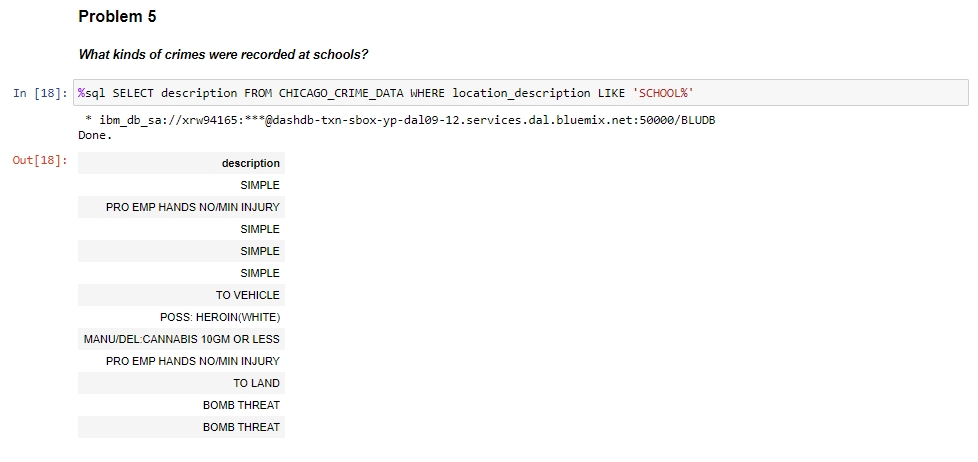 Problem 5
What kinds of crimes were recorded at schools?
In [18]: %sql SELECT description FROM CHICAGO_CRIME_DATA WHERE location_description LIKE 'SCHOOL%'
* ibm_db_sa://xrw94165:***@dashdb-txn-sbox-yp-dal09-12.services.dal.bluemix.net:50000/BLUDB
Done.
Out[18]:
description
SIMPLE
PRO EMP HANDS NO/MIN INJURY
SIMPLE
SIMPLE
SIMPLE
TO VEHICLE
POSS: HEROIN(WHITE)
MANU/DEL:CANNABIS 10GM OR LESS
PRO EMP HANDS NO/MIN INJURY
TO LAND
BOMB THREAT
BOMB THREAT